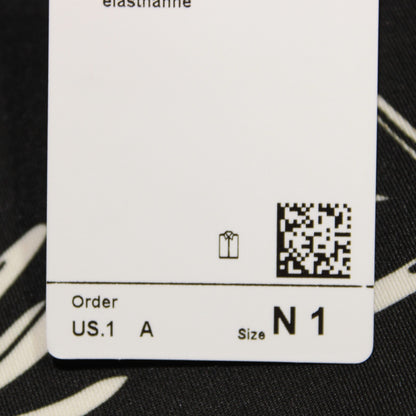 elasthanne
Order
US.1 A Size N 1